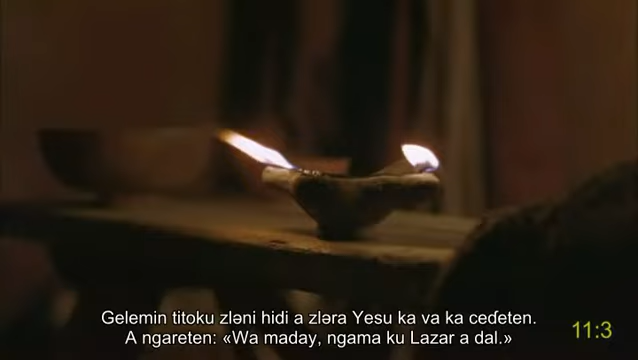 Gelemin titoku zləni hidi a zləra Yesu ka va ka ceɗeten.
A ngareten: «Wa maday, ngama ku Lazar a dal.»
11:3